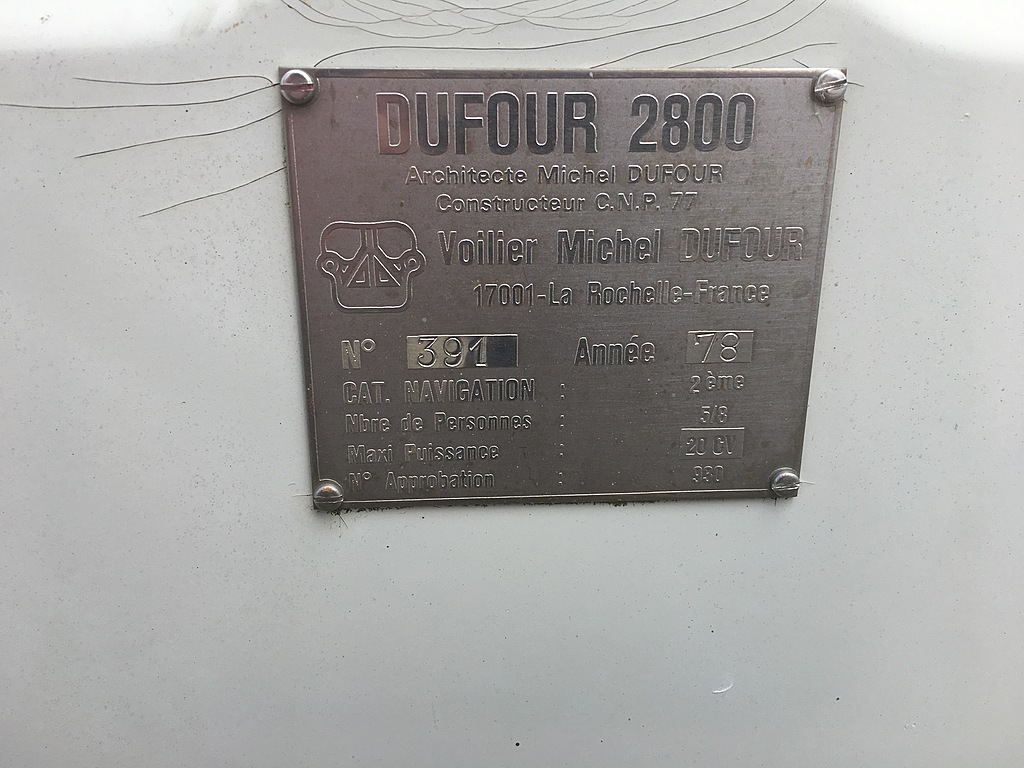 DUFOUR 2800
Architecte Michel DUFOUR
Constructeur C.N.P. 77
Voilier Michel DUFOUR
17001-La Rochelle-France
N° 391 Année 78
CAT. NAVIGATION : 2ème
Nbre de Personnes : 5/8
Maxi Puissance : 20 CV
N° Approbation : 930